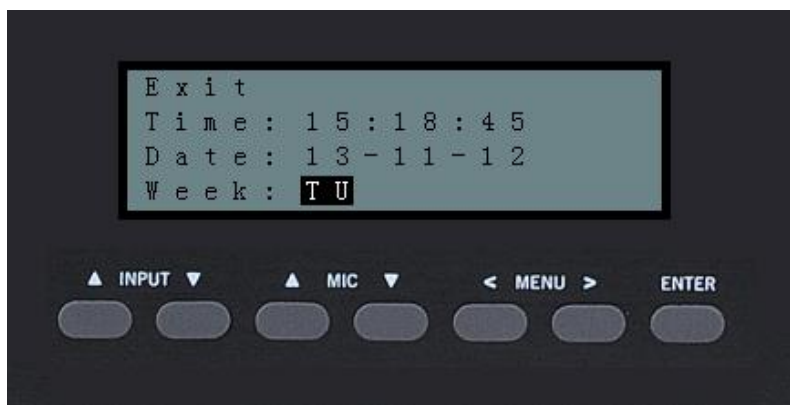 Exit
Time: 15:18:45
Date: 13-11-12
Week: TU
▲ INPUT ▼ ▲ MIC ▼ < MENU > ENTER